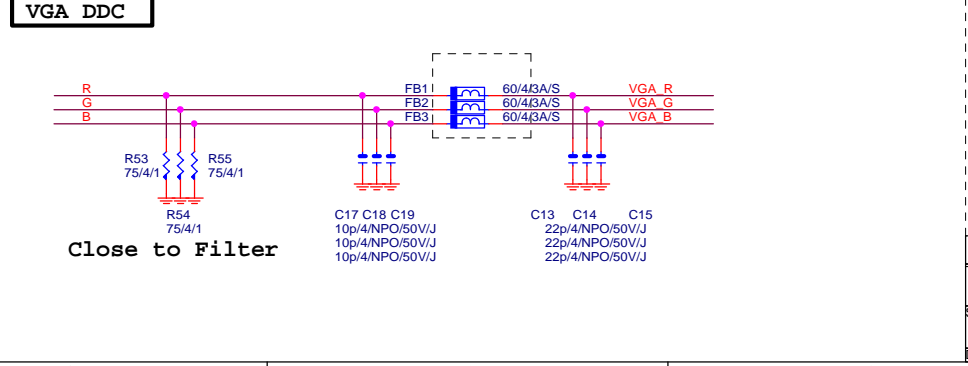 VGA DDC
R FB1 60/4/3A/S VGA_R
G FB2 60/4/3A/S VGA_G
B FB3 60/4/3A/S VGA_B
R53 R55
75/4/1 75/4/1
R54
75/4/1
C17 C18 C19
10p/4/NPO/50V/J
10p/4/NPO/50V/J
10p/4/NPO/50V/J
C13 C14 C15
22p/4/NPO/50V/J
22p/4/NPO/50V/J
22p/4/NPO/50V/J
Close to Filter